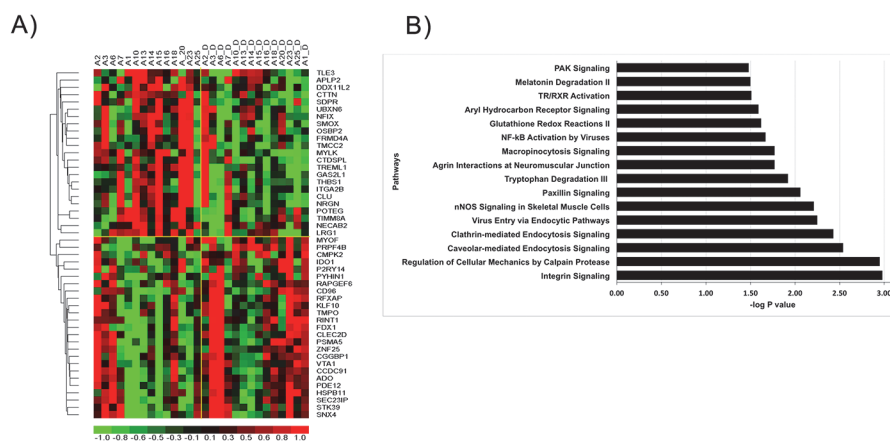 A)
A2 A3 A6 A7 A1 A10 A13 A14 A15 A16 A18 A_20 A23 A25 A2_D A3_D A6_D A7_D A10_D A13_D A14_D A15_D A16_D A18_D A20_D A23_D A25_D A1_D
TLE3
APLP2
DDX11L2
CTTN
SDPR
UBXN6
NFIX
SMOX
OSBP2
FRMD4A
TMCC2
MYLK
CTDSPL
TREML1
GAS2L1
THBS1
ITGA2B
CLU
NRGN
POTEG
TIMM8A
NECAB2
LRG1
MYOF
PRPF4B
CMPK2
IDO1
P2RY14
PYHIN1
RAPGEF6
CD96
RFXAP
KLF10
TMPO
RINT1
FDX1
CLEC2D
PSMA5
ZNF25
CGGBP1
VTA1
CCDC91
ADO
PDE12
HSPB11
SEC23IP
STK39
SNX4
-1.0 -0.8 -0.6 -0.5 -0.3 -0.1 0.1 0.3 0.5 0.6 0.8 1.0
B)
Pathways
PAK Signaling
Melatonin Degradation II
TR/RXR Activation
Aryl Hydrocarbon Receptor Signaling
Glutathione Redox Reactions II
NF-kB Activation by Viruses
Macropinocytosis Signaling
Agrin Interactions at Neuromuscular Junction
Tryptophan Degradation III
Paxillin Signaling
nNOS Signaling in Skeletal Muscle Cells
Virus Entry via Endocytic Pathways
Clathrin-mediated Endocytosis Signaling
Caveolar-mediated Endocytosis Signaling
Regulation of Cellular Mechanics by Calpain Protease
Integrin Signaling
0.00 0.50 1.00 1.50 2.00 2.50 3.00
-log P value